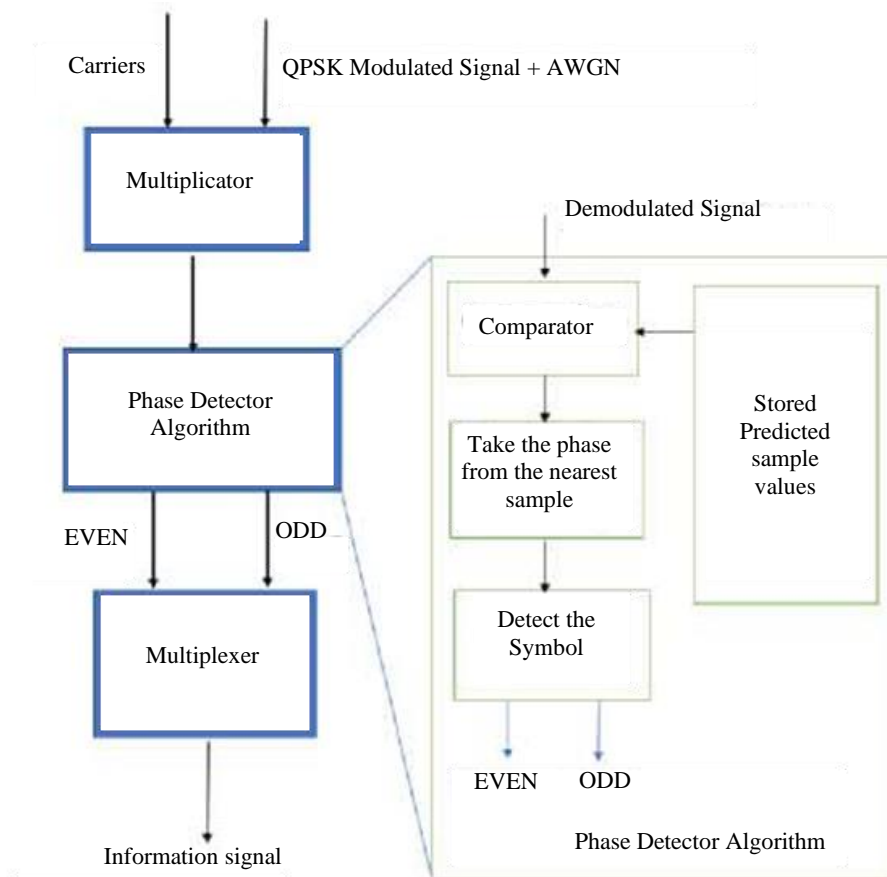 Carriers
QPSK Modulated Signal + AWGN
Multiplicator
Phase Detector
Algorithm
EVEN
ODD
Multiplexer
Information signal
Demodulated Signal
Comparator
Stored
Predicted
sample
values
Take the phase
from the nearest
sample
Detect the
Symbol
EVEN
ODD
Phase Detector Algorithm